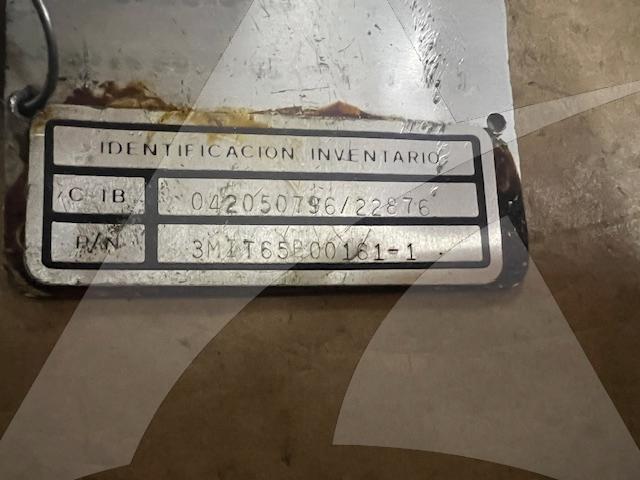 IDENTIFICACION INVENTARIO
C-IB 042050796/22876
P/N